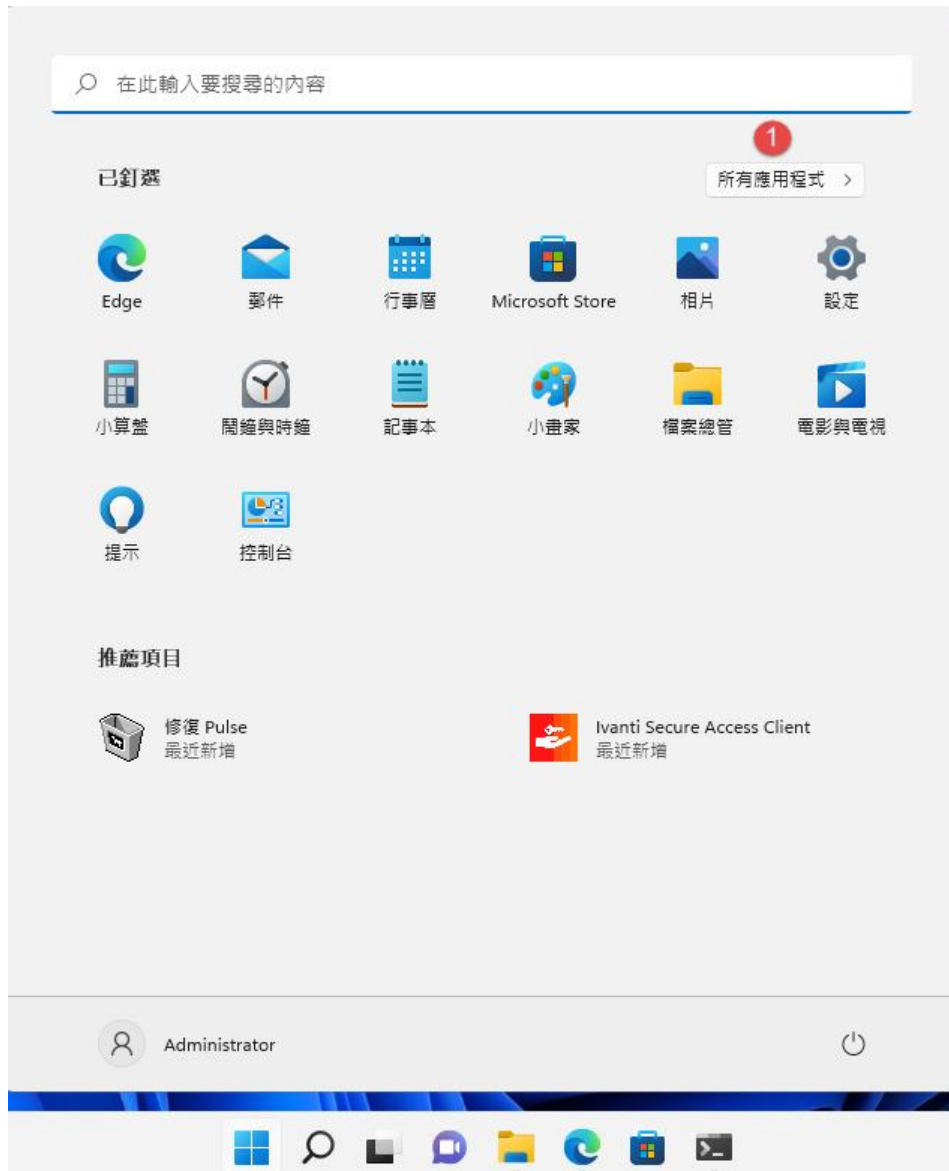 在此輸入要搜尋的內容
1
已釘選
所有應用程式 >
Edge
郵件
行事曆
Microsoft Store
相片
設定
小算盤
鬧鐘與時鐘
記事本
小畫家
檔案總管
電影與電視
提示
控制台
推薦項目
修復 Pulse
最近新增
Ivanti Secure Access Client
最近新增
Administrator